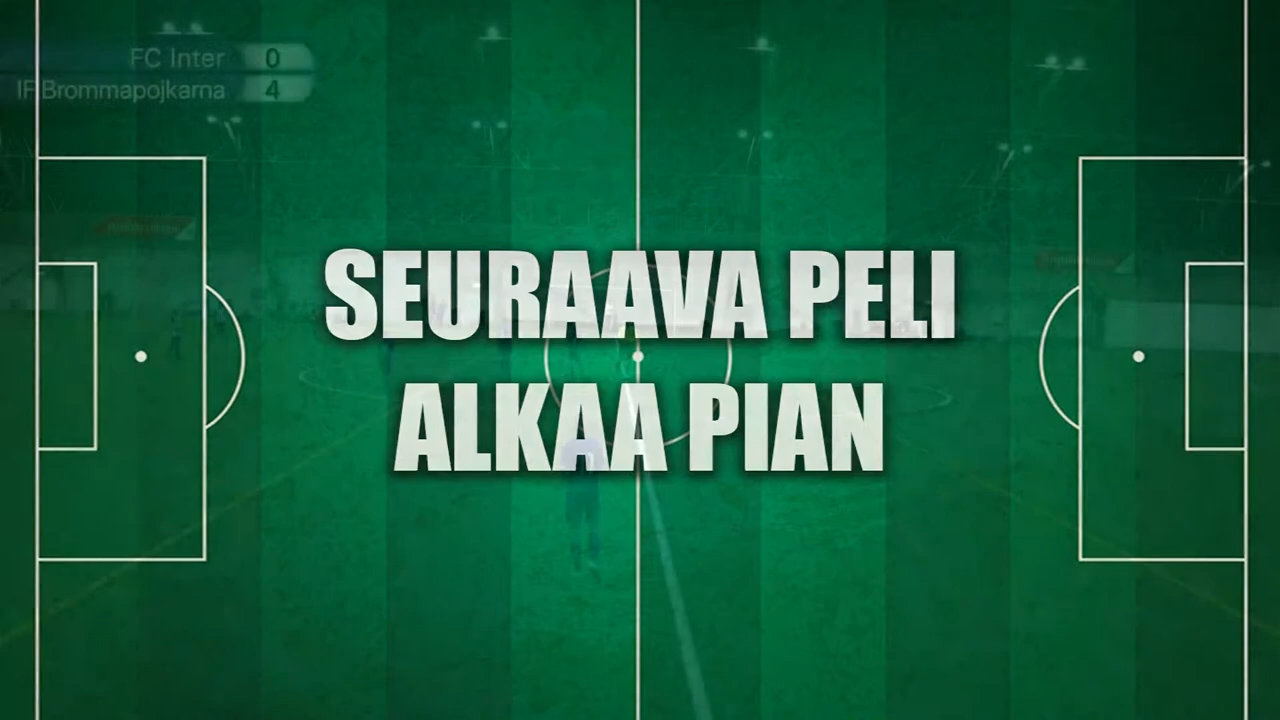 FC Inter 0
IF Brommapojkarna 4
SEURAAVA PELI
ALKAA PIAN